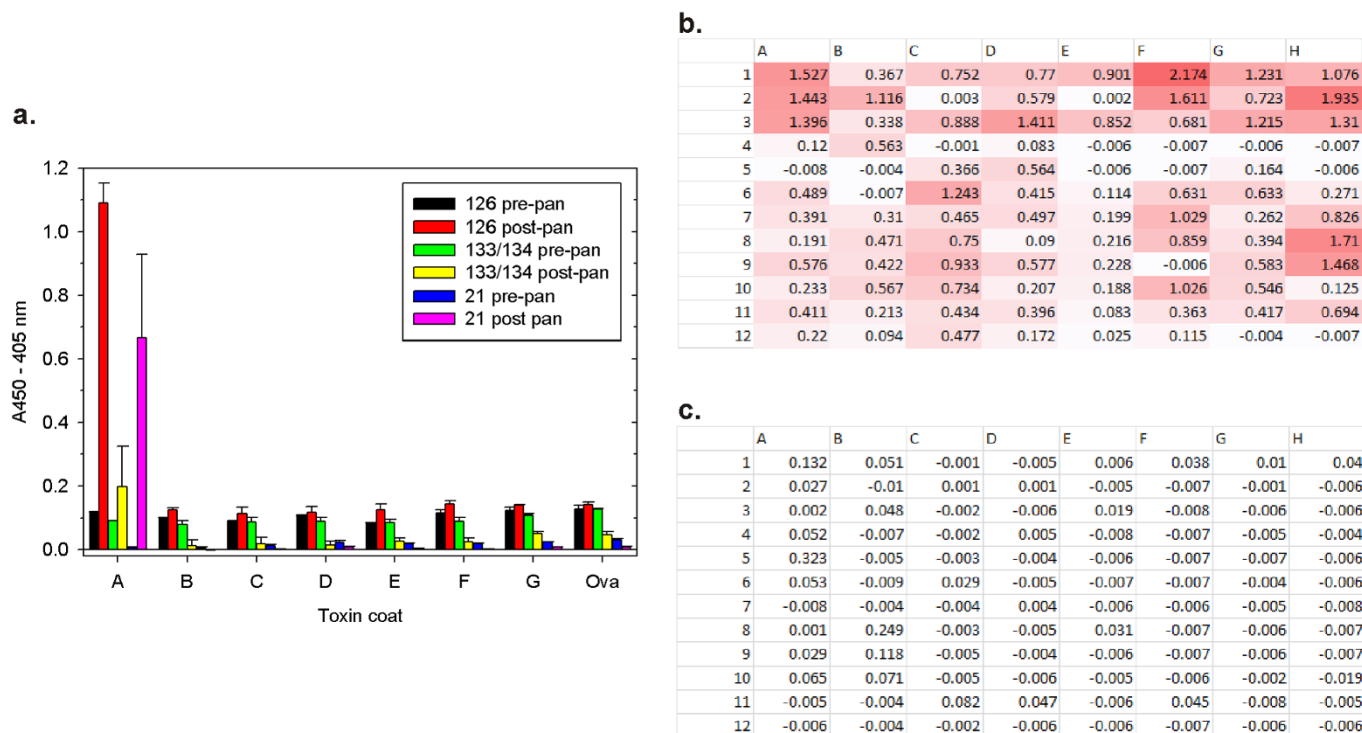 a.
1.2
1.0
0.8
0.6
0.4
0.2
0.0
A450 - 405 nm
126 pre-pan
126 post-pan
133/134 pre-pan
133/134 post-pan
21 pre-pan
21 post pan
A B C D E F G Ova
Toxin coat
b.
A B C D E F G H
1 1.527 0.367 0.752 0.77 0.901 2.174 1.231 1.076
2 1.443 1.116 0.003 0.579 0.002 1.611 0.723 1.935
3 1.396 0.338 0.888 1.411 0.852 0.681 1.215 1.31
4 0.12 0.563 -0.001 0.083 -0.006 -0.007 -0.006 -0.007
5 -0.008 -0.004 0.366 0.564 -0.006 -0.007 0.164 -0.006
6 0.489 -0.007 1.243 0.415 0.114 0.631 0.633 0.271
7 0.391 0.31 0.465 0.497 0.199 1.029 0.262 0.826
8 0.191 0.471 0.75 0.09 0.216 0.859 0.394 1.71
9 0.576 0.422 0.933 0.577 0.228 -0.006 0.583 1.468
10 0.233 0.567 0.734 0.207 0.188 1.026 0.546 0.125
11 0.411 0.213 0.434 0.396 0.083 0.363 0.417 0.694
12 0.22 0.094 0.477 0.172 0.025 0.115 -0.004 -0.007
c.
A B C D E F G H
1 0.132 0.051 -0.001 -0.005 0.006 0.038 0.01 0.04
2 0.027 -0.01 0.001 0.001 -0.005 -0.007 -0.001 -0.006
3 0.002 0.048 -0.002 -0.006 0.019 -0.008 -0.006 -0.006
4 0.052 -0.007 -0.002 0.005 -0.008 -0.007 -0.005 -0.004
5 0.323 -0.005 -0.003 -0.004 -0.006 -0.007 -0.007 -0.006
6 0.053 -0.009 0.029 -0.005 -0.007 -0.007 -0.004 -0.006
7 -0.008 -0.004 -0.004 0.004 -0.006 -0.006 -0.005 -0.008
8 0.001 0.249 -0.003 -0.005 0.031 -0.007 -0.006 -0.007
9 0.029 0.118 -0.005 -0.004 -0.006 -0.007 -0.006 -0.007
10 0.065 0.071 -0.005 -0.006 -0.005 -0.006 -0.002 -0.019
11 -0.005 -0.004 0.082 0.047 -0.006 0.045 -0.008 -0.005
12 -0.006 -0.004 -0.002 -0.006 -0.006 -0.007 -0.006 -0.006